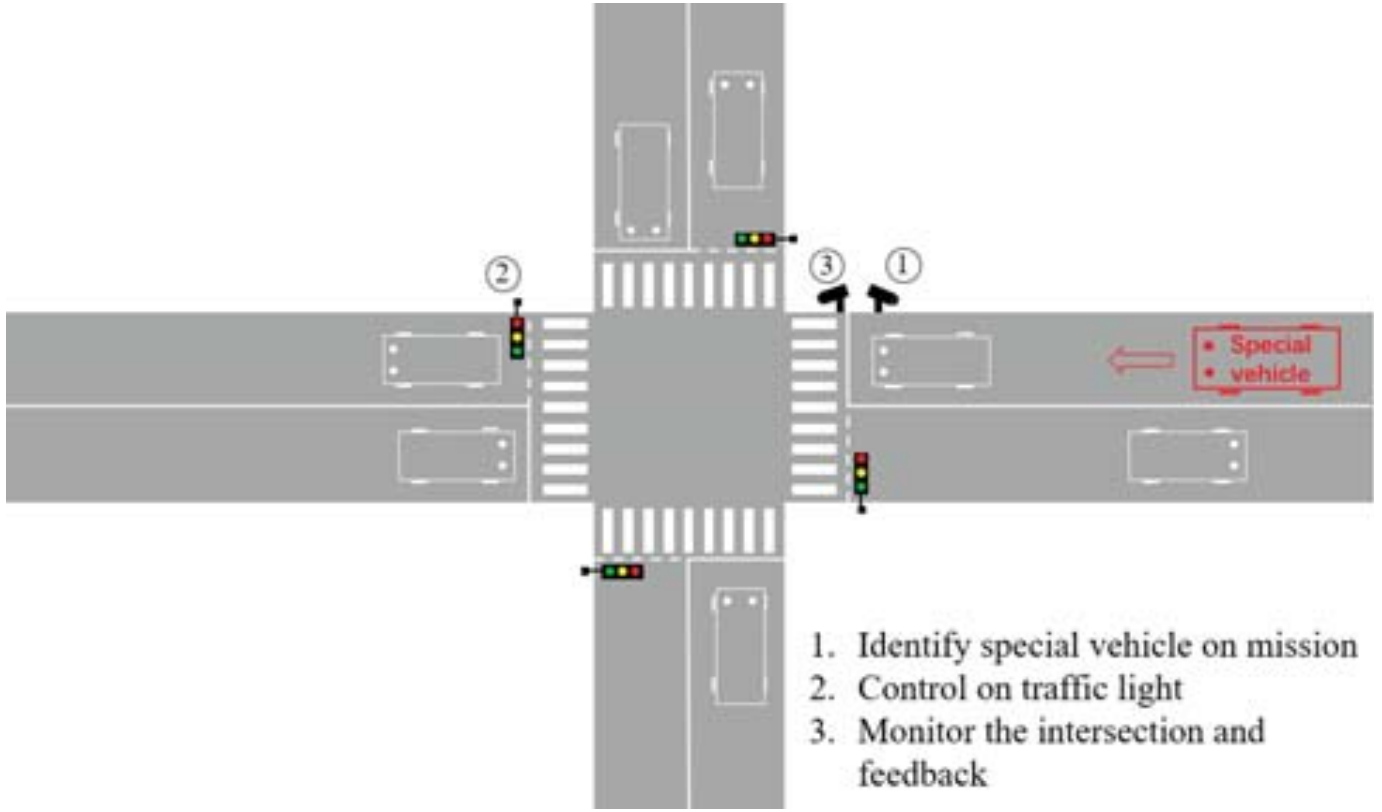 ②
③
①
Special
vehicle
1. Identify special vehicle on mission
2. Control on traffic light
3. Monitor the intersection and
feedback